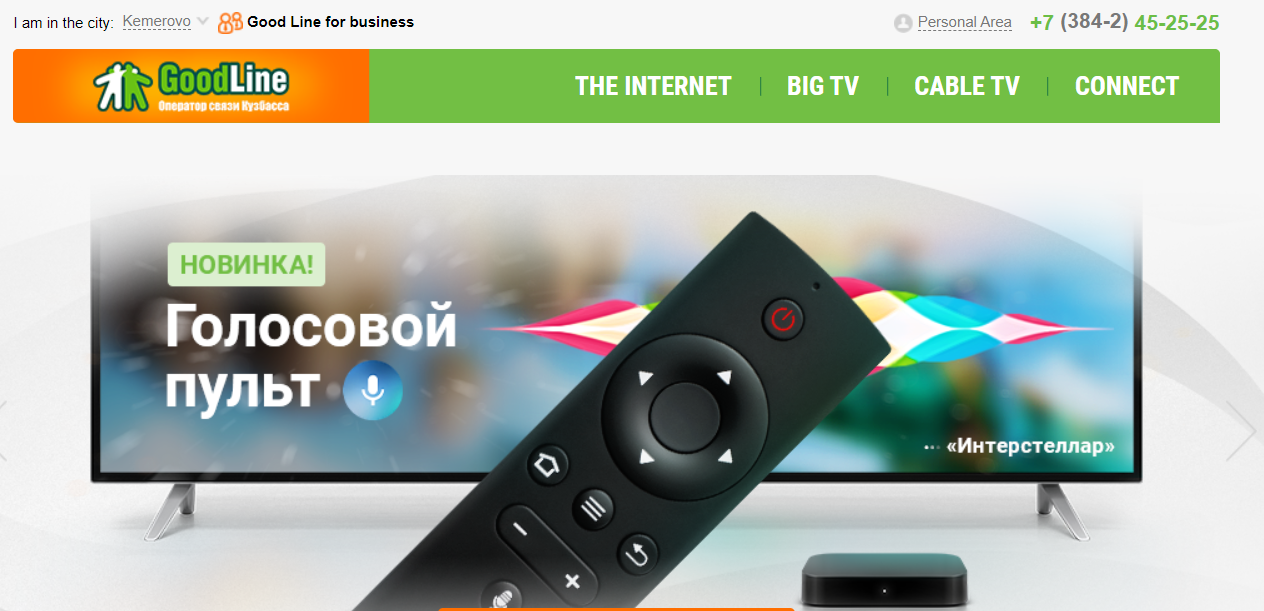 I am in the city: Kemerovo Good Line for business Personal Area +7 (384-2) 45-25-25
GoodLine
Оператор связи Кузбасса
THE INTERNET BIG TV CABLE TV CONNECT
НОВИНКА!
Голосовой
пульт
«Интерстеллар»